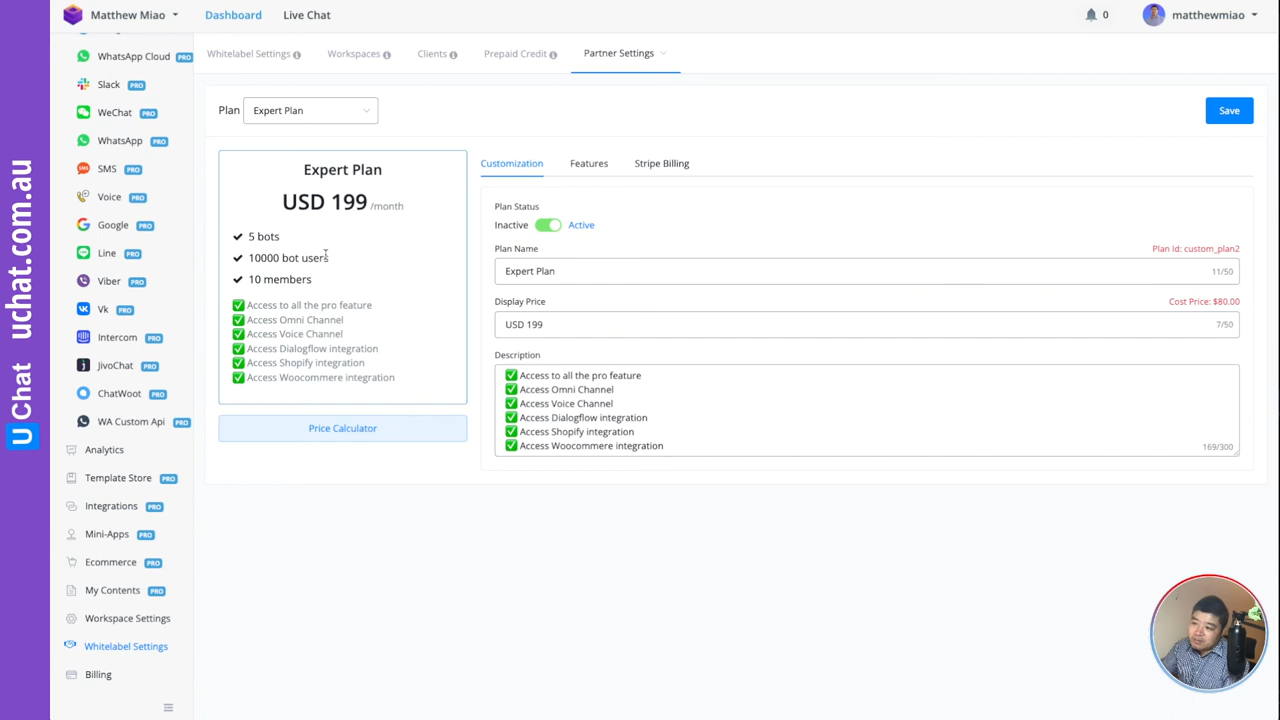 U Chat uchat.com.au
Matthew Miao
Dashboard
Live Chat
0
matthewmiao
WhatsApp Cloud PRO
Slack PRO
WeChat PRO
WhatsApp PRO
SMS PRO
Voice PRO
Google PRO
Line PRO
Viber PRO
Vk PRO
Intercom PRO
JivoChat PRO
ChatWoot PRO
WA Custom Api PRO
Analytics
Template Store PRO
Integrations PRO
Mini-Apps PRO
Ecommerce PRO
My Contents PRO
Workspace Settings
Whitelabel Settings
Billing
Whitelabel Settings
Workspaces
Clients
Prepaid Credit
Partner Settings
Plan
Expert Plan
Save
Expert Plan
USD 199 /month
5 bots
10000 bot users
10 members
✅ Access to all the pro feature
✅ Access Omni Channel
✅ Access Voice Channel
✅ Access Dialogflow integration
✅ Access Shopify integration
✅ Access Woocommere integration
Price Calculator
Customization
Features
Stripe Billing
Plan Status
Inactive
Active
Plan Name
Plan Id: custom_plan2
Expert Plan
11/50
Display Price
Cost Price: $80.00
USD 199
7/50
Description
✅ Access to all the pro feature
✅ Access Omni Channel
✅ Access Voice Channel
✅ Access Dialogflow integration
✅ Access Shopify integration
✅ Access Woocommere integration
169/300